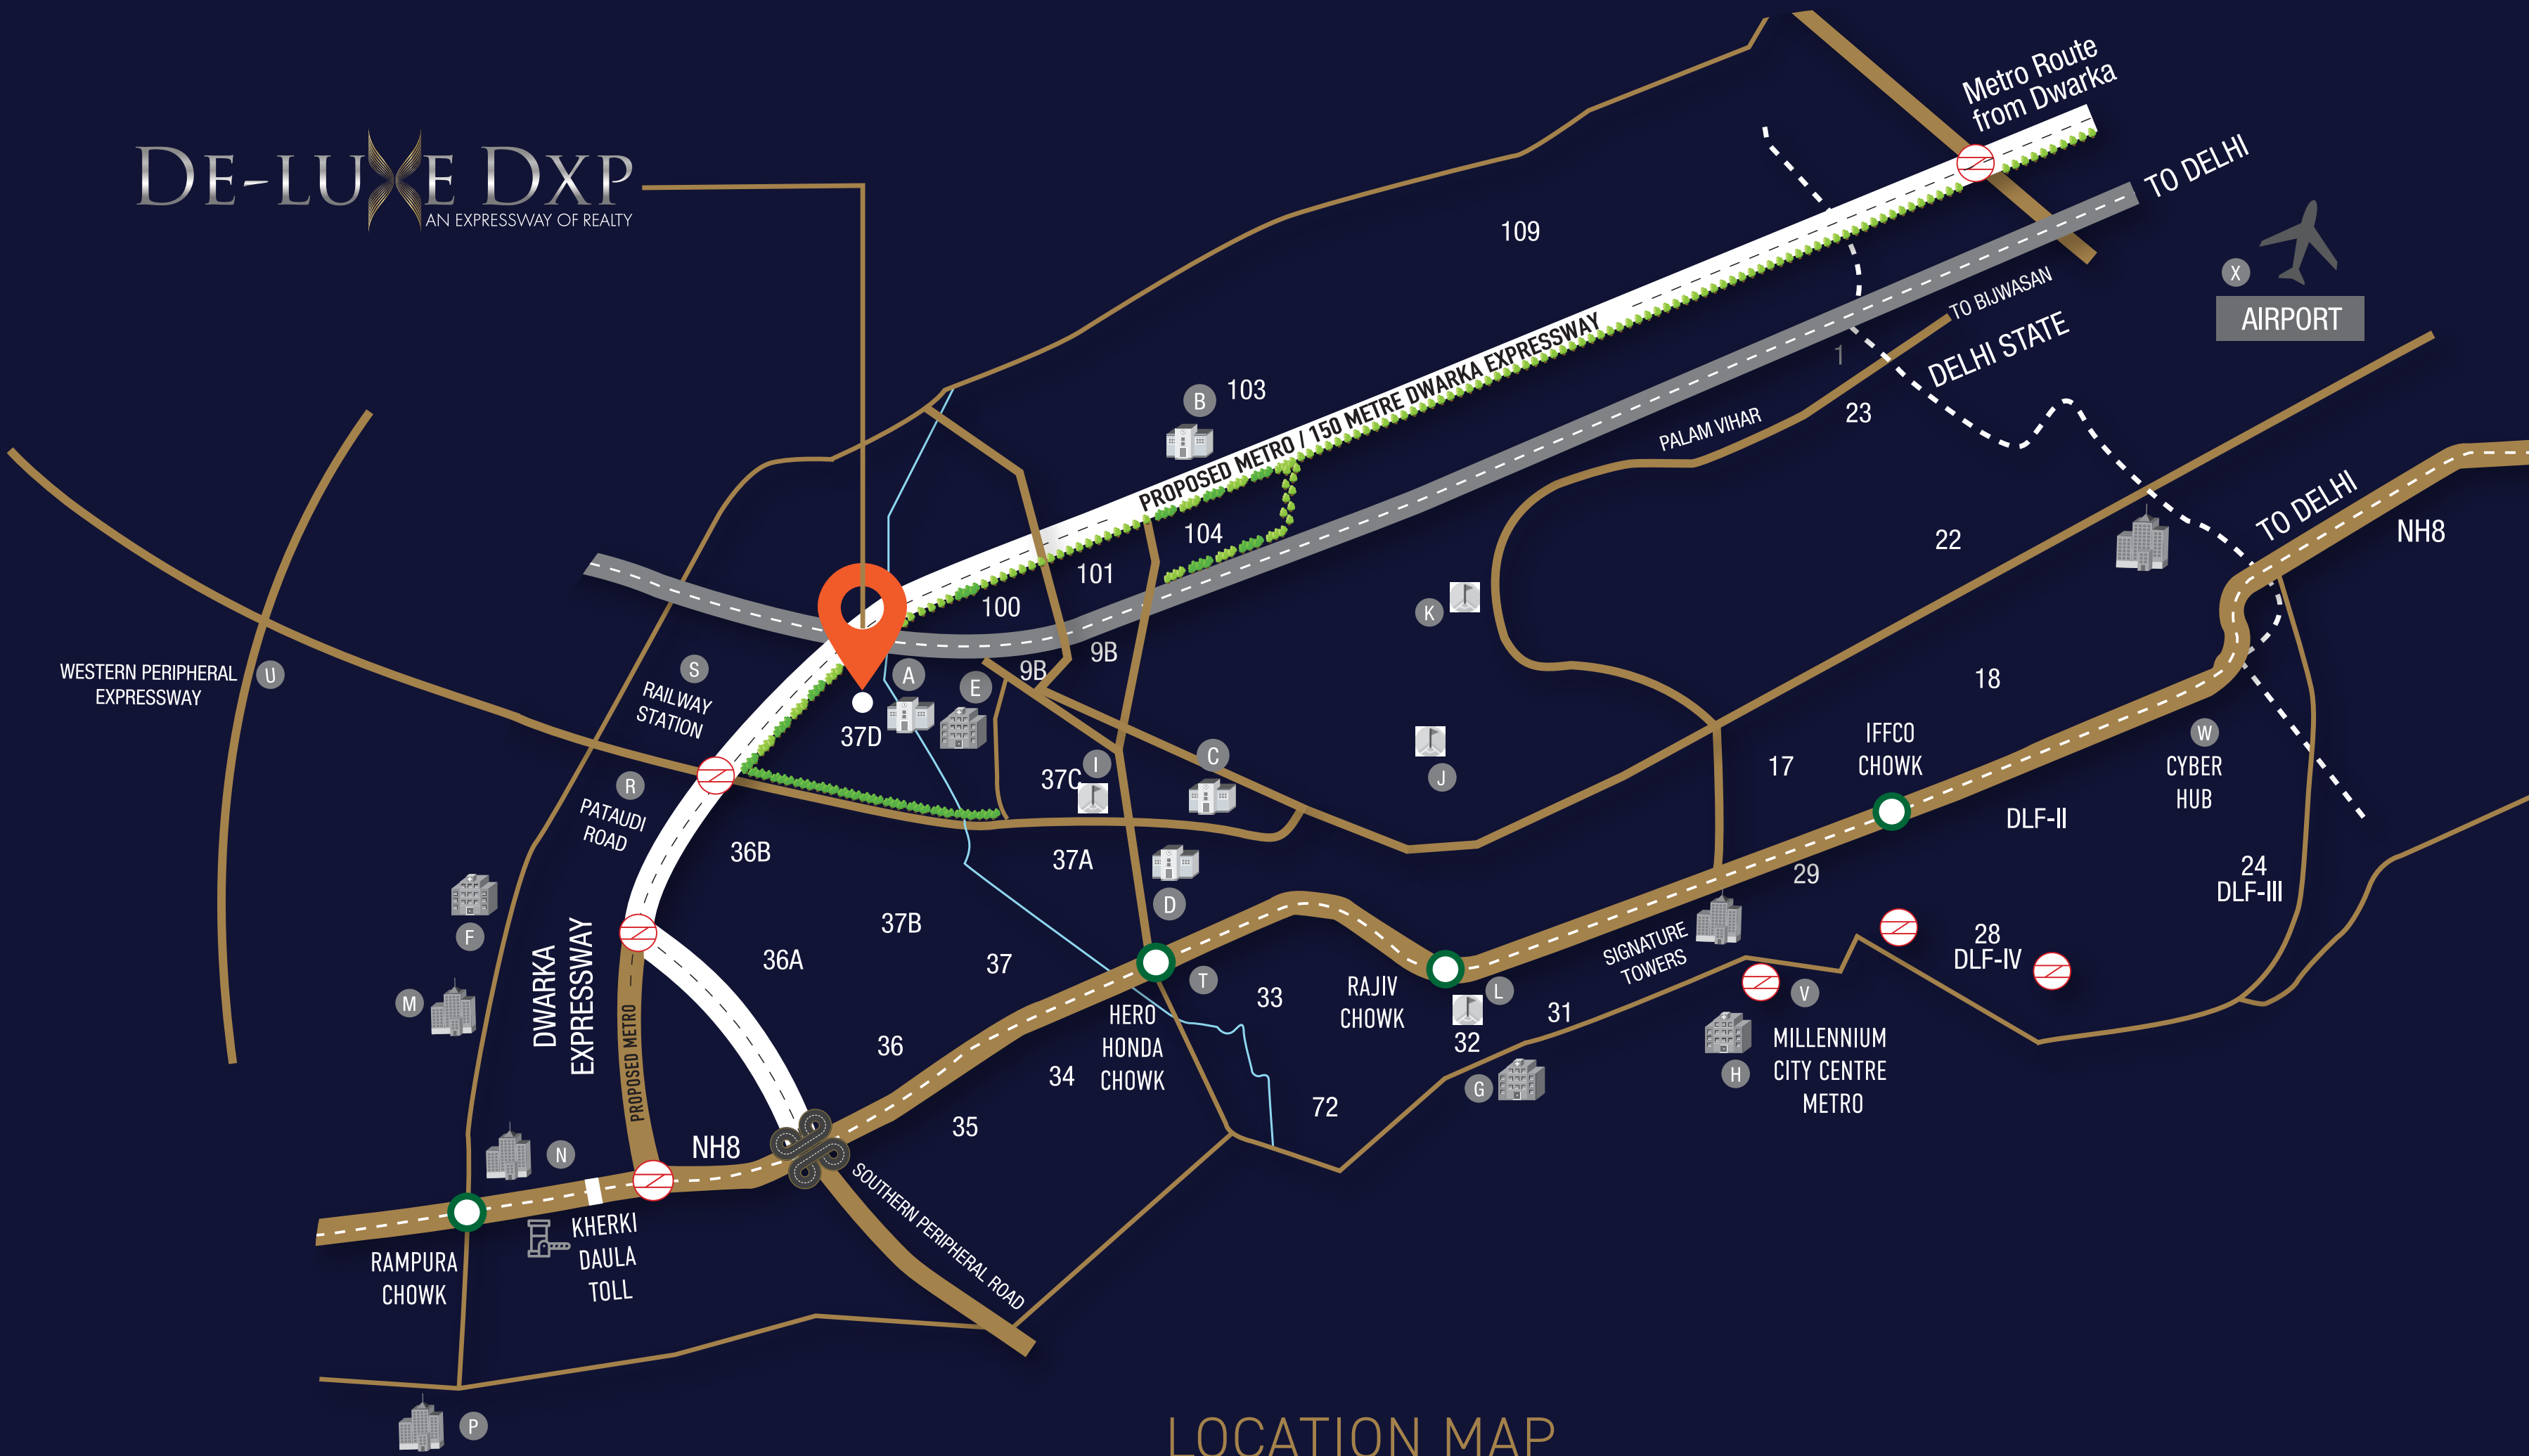 Metro Route
from Dwarka
TO DELHI
DE-LUXE DXP
AN EXPRESSWAY OF REALTY
109
X
TO BIJWASAN
AIRPORT
DELHI STATE
1
PROPOSED METRO / 150 METRE DWARKA EXPRESSWAY
B
103
23
PALAM VIHAR
TO DELHI
NH8
104
22
101
100
K
9B
9B
WESTERN PERIPHERAL
EXPRESSWAY
U
S
RAILWAY
STATION
A
E
37D
18
IFFCO
CHOWK
W
CYBER
HUB
17
37C
I
C
J
R
PATAUDI
ROAD
DLF-II
36B
37A
29
24
DLF-III
D
F
37B
36A
37
SIGNATURE
TOWERS
28
DLF-IV
DWARKA
EXPRESSWAY
M
T
33
RAJIV
CHOWK
L
31
V
HERO
HONDA
CHOWK
32
MILLENNIUM
CITY CENTRE
METRO
PROPOSED METRO
36
34
G
H
72
35
N
NH8
SOUTHERN PERIPHERAL ROAD
KHERKI
DAULA
TOLL
RAMPURA
CHOWK
P
LOCATION MAP